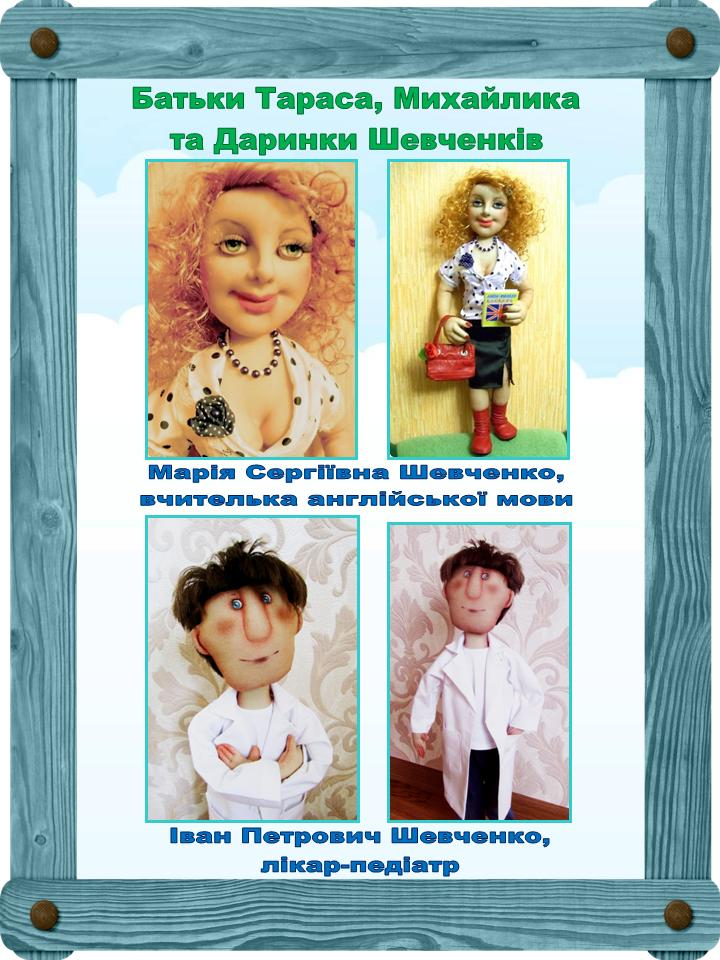 Батьки Тараса, Михайлика
та Даринки Шевченків
Марія Сергіївна Шевченко,
вчителька англійської мови
Іван Петрович Шевченко,
лікар-педіатр